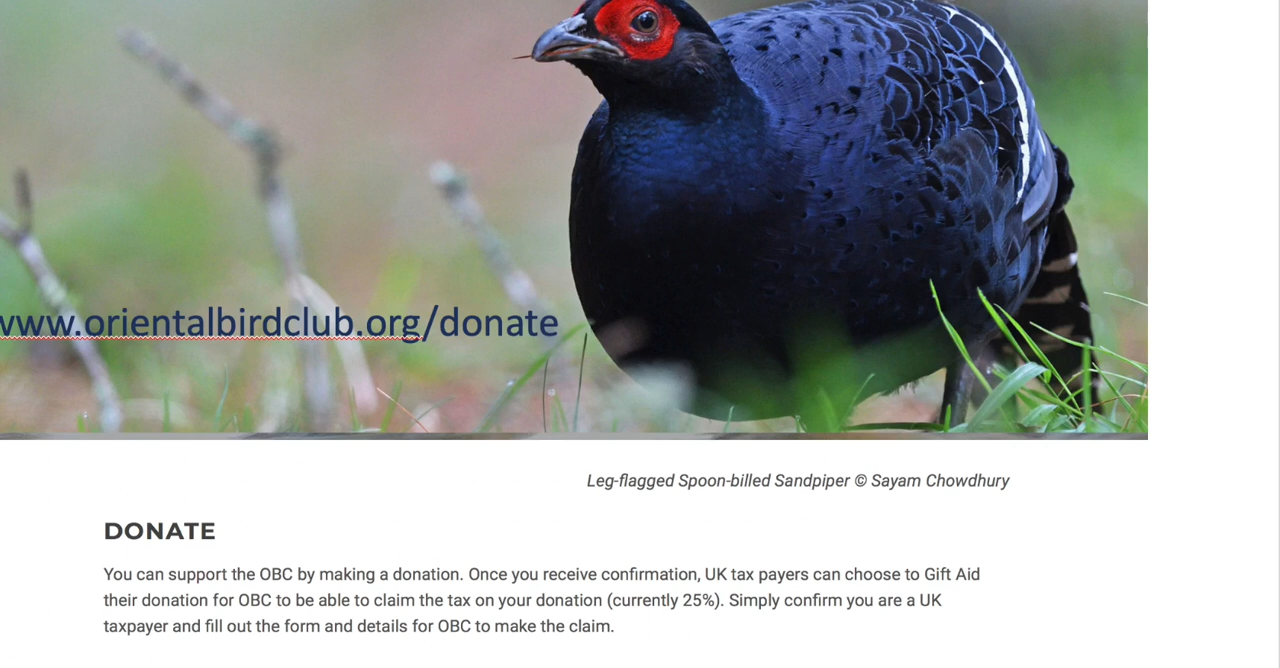 www.orientalbirdclub.org/donate
Leg-flagged Spoon-billed Sandpiper © Sayam Chowdhury
DONATE
You can support the OBC by making a donation. Once you receive confirmation, UK tax payers can choose to Gift Aid
their donation for OBC to be able to claim the tax on your donation (currently 25%). Simply confirm you are a UK
taxpayer and fill out the form and details for OBC to make the claim.